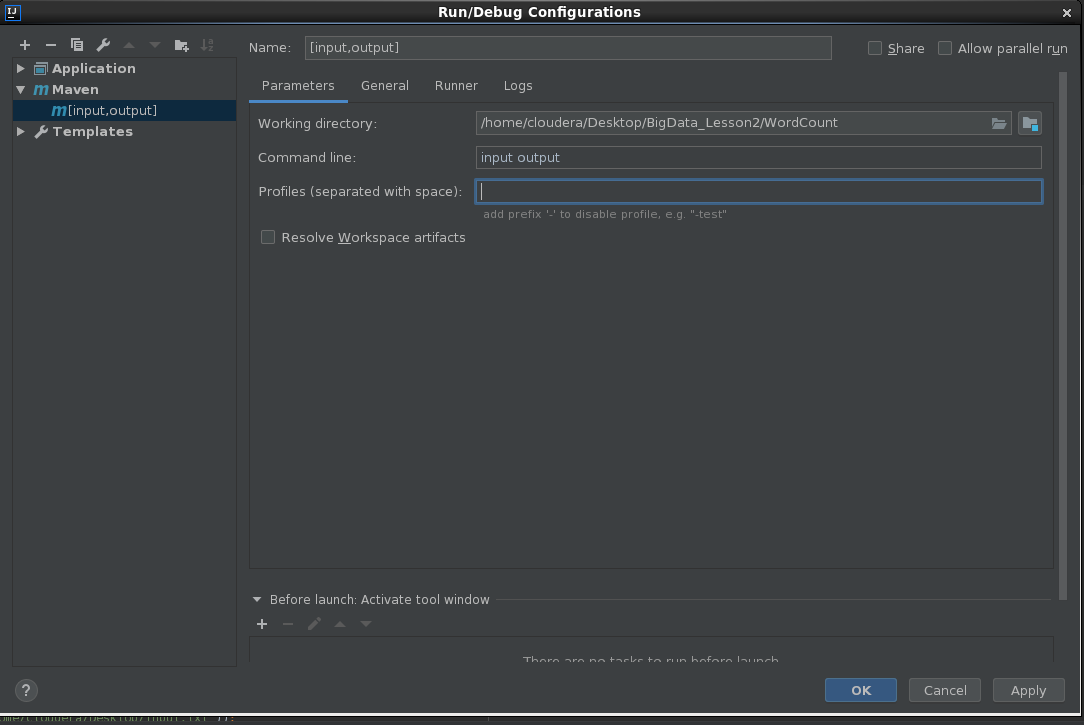 Run/Debug Configurations
Name: [input,output] Share Allow parallel run
Application
Maven
m[input,output]
Templates
Parameters General Runner Logs
Working directory: /home/cloudera/Desktop/BigData_Lesson2/WordCount
Command line: input output
Profiles (separated with space):
add prefix '-' to disable profile, e.g. "-test"
Resolve Workspace artifacts
Before launch: Activate tool window
There are no tasks to run before launch
? OK Cancel Apply